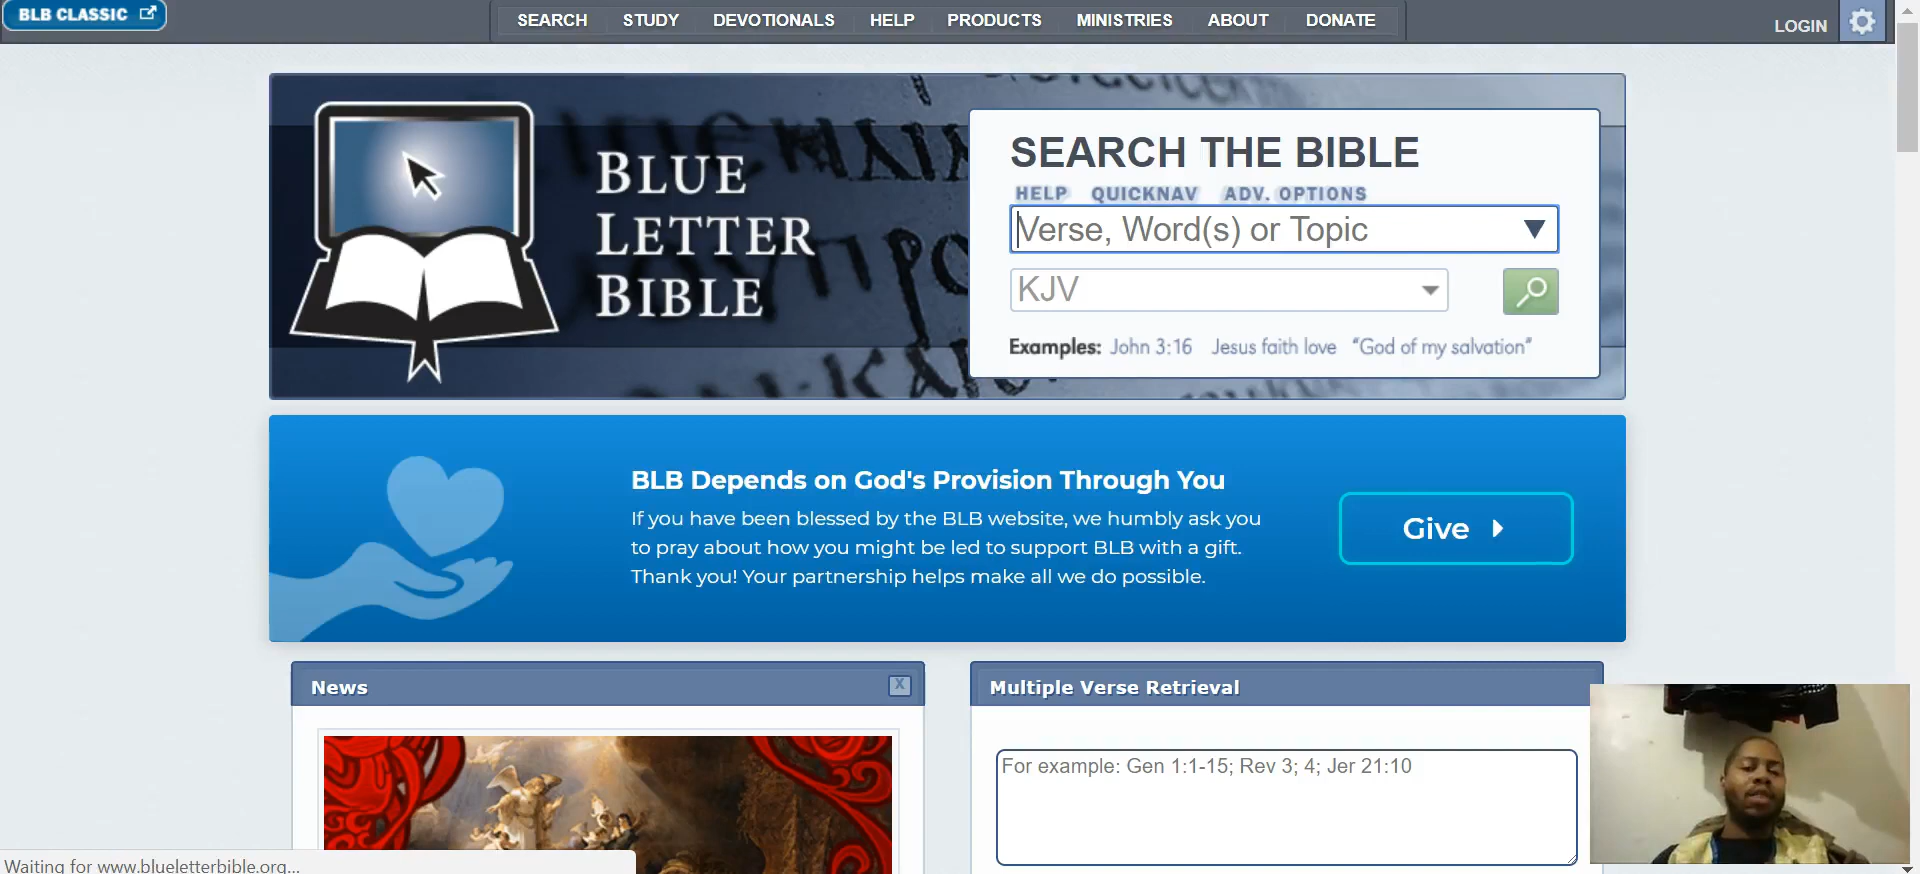 BLB CLASSIC
SEARCH STUDY DEVOTIONALS HELP PRODUCTS MINISTRIES ABOUT DONATE
LOGIN
BLUE
LETTER
BIBLE
SEARCH THE BIBLE
HELP QUICKNAV ADV. OPTIONS
Verse, Word(s) or Topic
KJV
Examples: John 3:16 Jesus faith love "God of my salvation"
BLB Depends on God's Provision Through You
If you have been blessed by the BLB website, we humbly ask you
to pray about how you might be led to support BLB with a gift.
Thank you! Your partnership helps make all we do possible.
Give
News
X
Multiple Verse Retrieval
For example: Gen 1:1-15; Rev 3; 4; Jer 21:10
Waiting for www.blueletterbible.org...